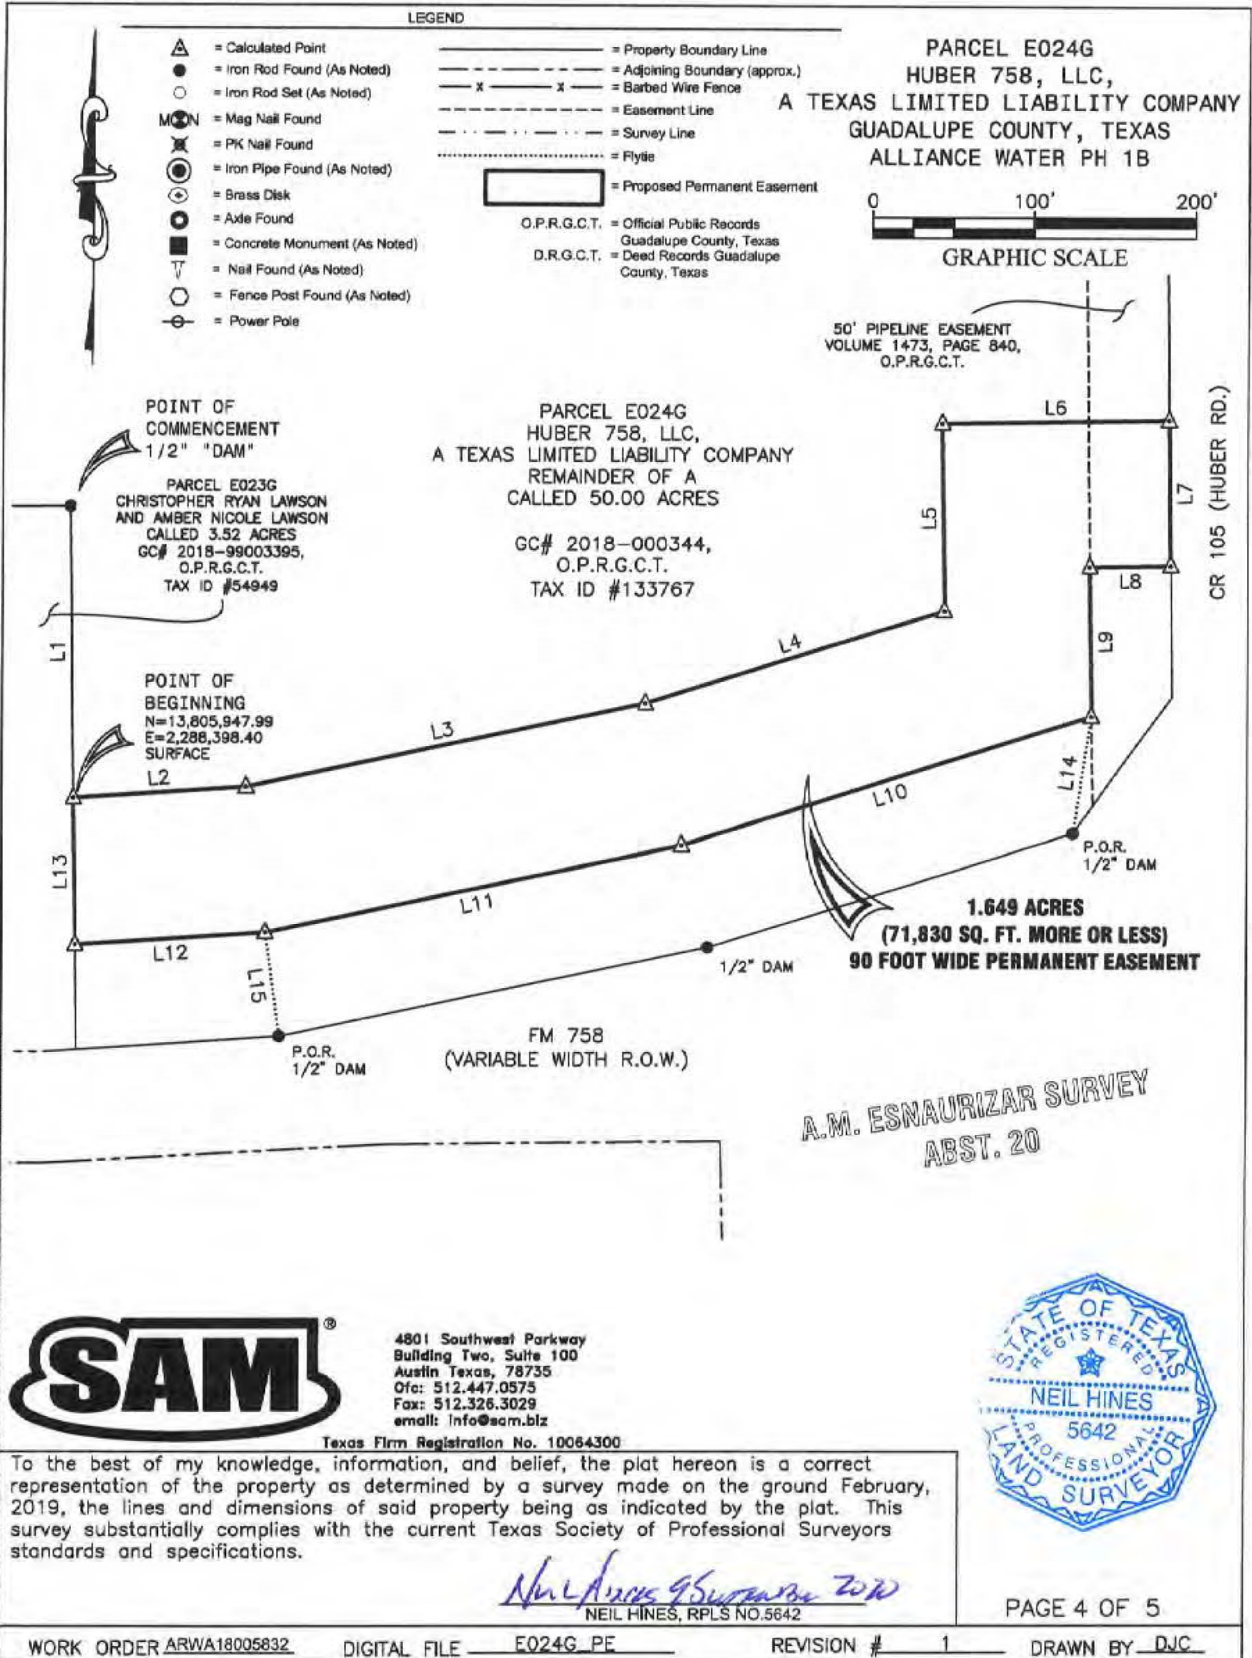 LEGEND
= Calculated Point
= Iron Rod Found (As Noted)
= Iron Rod Set (As Noted)
M N = Mag Nail Found
= PK Nail Found
= Iron Pipe Found (As Noted)
= Brass Disk
= Axle Found
= Concrete Monument (As Noted)
= Nail Found (As Noted)
= Fence Post Found (As Noted)
= Power Pole
= Property Boundary Line
= Adjoining Boundary (approx.)
x x = Barbed Wire Fence
= Easement Line
= Survey Line
= Flytie
= Proposed Permanent Easement
O.P.R.G.C.T. = Official Public Records
Guadalupe County, Texas
D.R.G.C.T. = Deed Records Guadalupe
County, Texas
PARCEL E024G
HUBER 758, LLC,
A TEXAS LIMITED LIABILITY COMPANY
GUADALUPE COUNTY, TEXAS
ALLIANCE WATER PH 1B
0 100' 200'
GRAPHIC SCALE
50' PIPELINE EASEMENT
VOLUME 1473, PAGE 840,
O.P.R.G.C.T.
POINT OF
COMMENCEMENT
1/2" "DAM"
PARCEL E023G
CHRISTOPHER RYAN LAWSON
AND AMBER NICOLE LAWSON
CALLED 3.52 ACRES
GC# 2018-99003395,
O.P.R.G.C.T.
TAX ID #54949
PARCEL E024G
HUBER 758, LLC,
A TEXAS LIMITED LIABILITY COMPANY
REMAINDER OF A
CALLED 50.00 ACRES
GC# 2018-000344,
O.P.R.G.C.T.
TAX ID #133767
L6
L5
L7
CR 105 (HUBER RD.)
L8
L9
L4
L1
POINT OF
BEGINNING
N=13,805,947.99
E=2,288,398.40
SURFACE
L2
L3
L14
L10
L13
L11
L12
L15
P.O.R.
1/2" DAM
1.649 ACRES
(71,830 SQ. FT. MORE OR LESS)
90 FOOT WIDE PERMANENT EASEMENT
1/2" DAM
P.O.R.
1/2" DAM
FM 758
(VARIABLE WIDTH R.O.W.)
A.M. ESNAURIZAR SURVEY
ABST. 20
SAM®
4801 Southwest Parkway
Building Two, Suite 100
Austin Texas, 78735
Ofc: 512.447.0575
Fax: 512.326.3029
email: info@sam.biz
Texas Firm Registration No. 10064300
STATE OF TEXAS
REGISTERED
NEIL HINES
5642
PROFESSIONAL
LAND SURVEYOR
To the best of my knowledge, information, and belief, the plat hereon is a correct
representation of the property as determined by a survey made on the ground February,
2019, the lines and dimensions of said property being as indicated by the plat. This
survey substantially complies with the current Texas Society of Professional Surveyors
standards and specifications.
Neil Hines 9 September 2020
NEIL HINES, RPLS NO.5642
PAGE 4 OF 5
WORK ORDER ARWA18005832 DIGITAL FILE E024G_PE REVISION # 1 DRAWN BY DJC